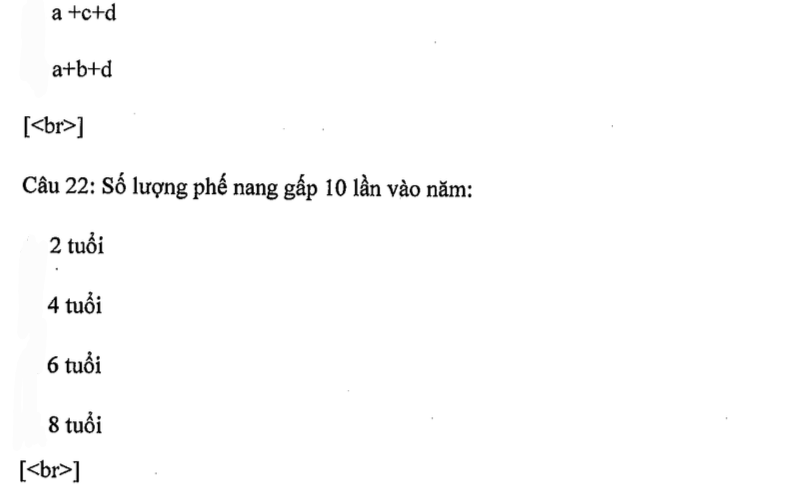 a +c+d
a+b+d
[<br>]
Câu 22: Số lượng phế nang gấp 10 lần vào năm:
2 tuổi
4 tuổi
6 tuổi
8 tuổi
[<br>]